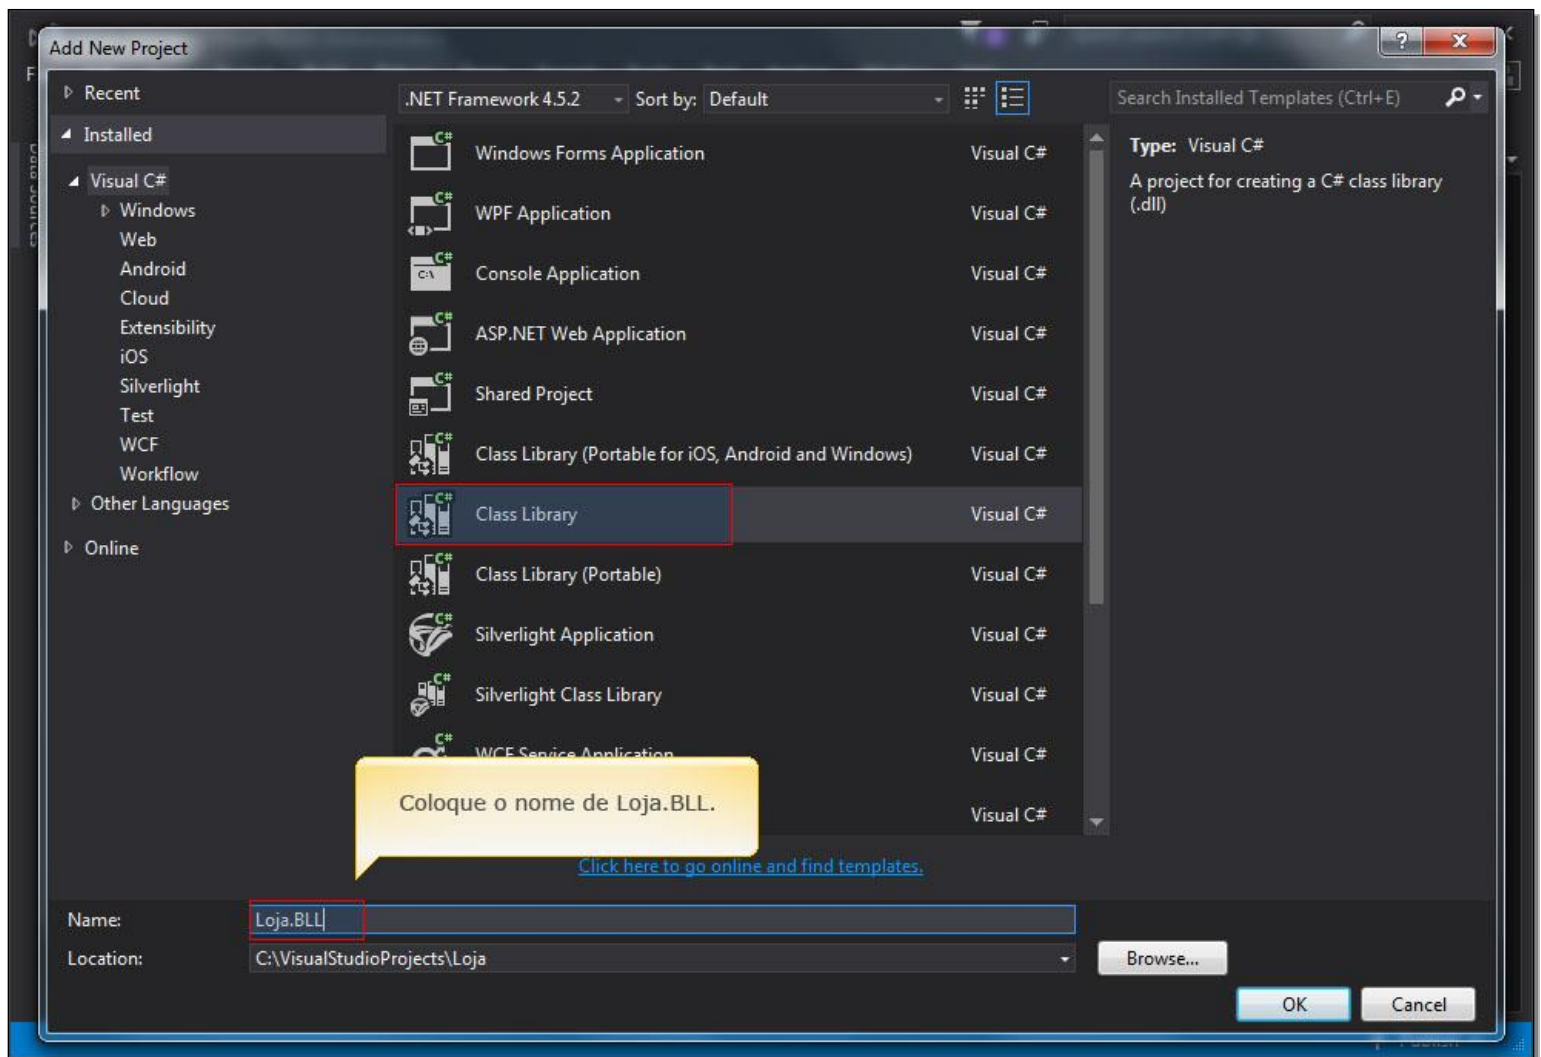 Add New Project
?
x
Recent
.NET Framework 4.5.2
Sort by: Default
Search Installed Templates (Ctrl+E)
Installed
Visual C#
Windows
Web
Android
Cloud
Extensibility
iOS
Silverlight
Test
WCF
Workflow
Other Languages
Online
Windows Forms Application Visual C#
WPF Application Visual C#
Console Application Visual C#
ASP.NET Web Application Visual C#
Shared Project Visual C#
Class Library (Portable for iOS, Android and Windows) Visual C#
Class Library Visual C#
Class Library (Portable) Visual C#
Silverlight Application Visual C#
Silverlight Class Library Visual C#
WCF Service Application Visual C#
Visual C#
Type: Visual C#
A project for creating a C# class library
(.dll)
Coloque o nome de Loja.BLL.
Click here to go online and find templates.
Name: Loja.BLL
Location: C:\VisualStudioProjects\Loja
Browse...
OK
Cancel